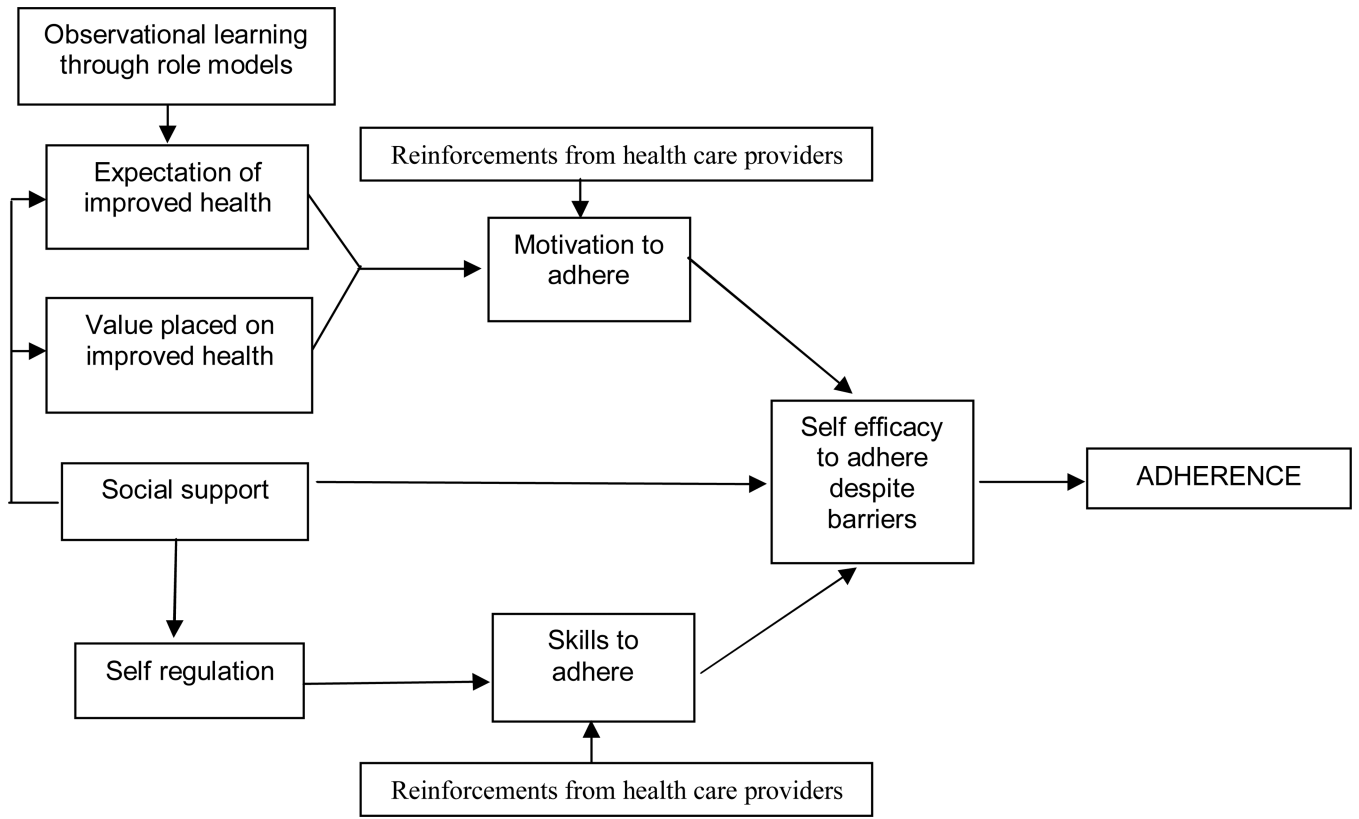 Observational learning
through role models
Expectation of
improved health
Reinforcements from health care providers
Motivation to
adhere
Value placed on
improved health
Social support
Self efficacy
to adhere
despite
barriers
ADHERENCE
Self regulation
Skills to
adhere
Reinforcements from health care providers